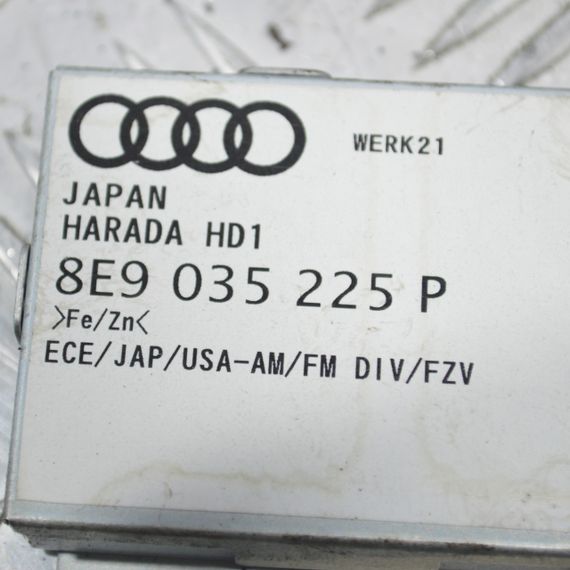 WERK21
JAPAN
HARADA HD1
8E9 035 225 P
>Fe/Zn<
ECE/JAP/USA-AM/FM DIV/FZV